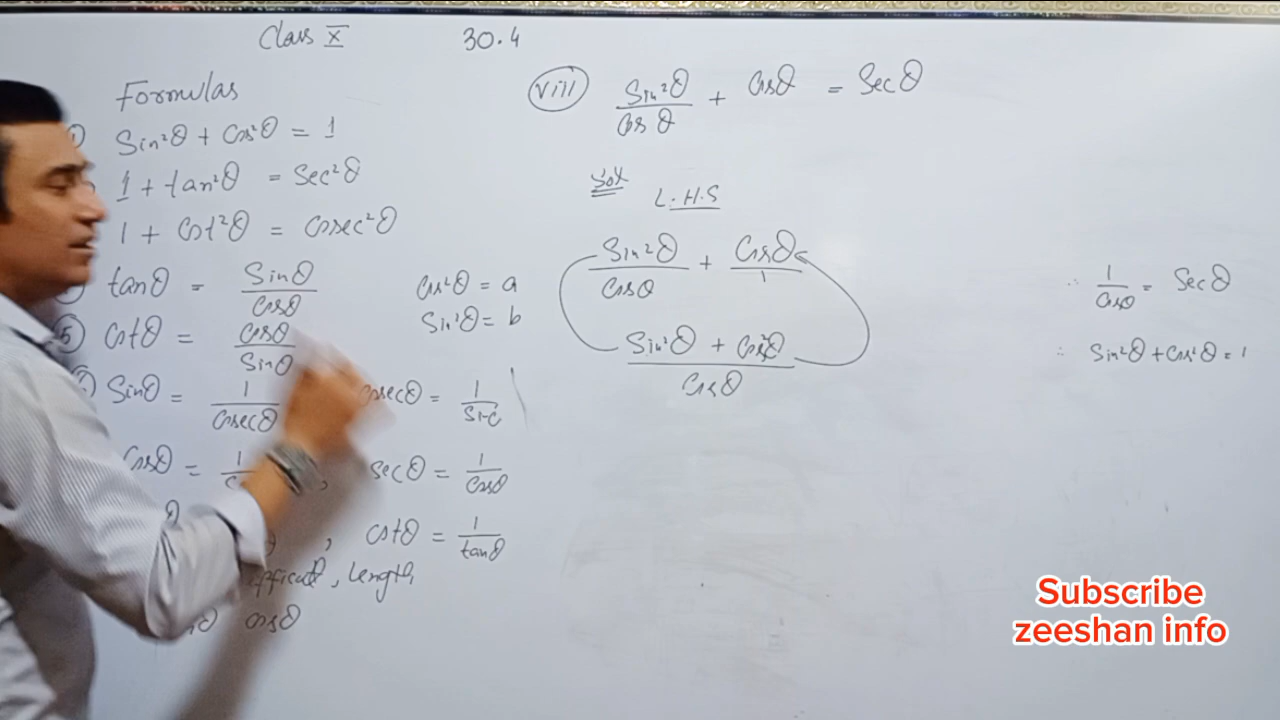 Class X 30.4
Formulas
Sin²θ + Cos²θ = 1
1 + tan²θ = Sec²θ
1 + Cot²θ = Cosec²θ
tanθ = Sinθ/Cosθ
5 Cotθ = Cosθ/Sinθ
Cos²θ = a
Sin²θ = b
Sinθ = 1/Cosecθ Cosecθ = 1/Sinθ
Cosθ = 1/ , Secθ = 1/Cosθ
θ , Cotθ = 1/tanθ
, Length
Cosθ
viii Sin²θ/Cosθ + Cosθ = Secθ
Sol
L.H.S
Sin²θ/Cosθ + Cosθ/1
(Sin²θ + Cos²θ)/Cosθ
∴ 1/Cosθ = Secθ
∴ Sin²θ + Cos²θ = 1
Subscribe
zeeshan info